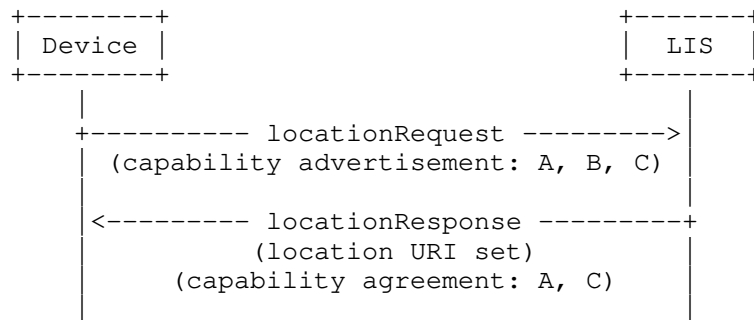 Device LIS
locationRequest
(capability advertisement: A, B, C)
locationResponse
(location URI set)
(capability agreement: A, C)